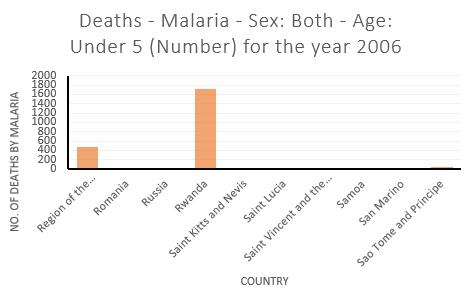 Deaths - Malaria - Sex: Both - Age:
Under 5 (Number) for the year 2006
NO. OF DEATHS BY MALARIA
2000
1800
1600
1400
1200
1000
800
600
400
200
0
Region of the...
Romania
Russia
Rwanda
Saint Kitts and Nevis
Saint Lucia
Saint Vincent and the...
Samoa
San Marino
Sao Tome and Principe
COUNTRY